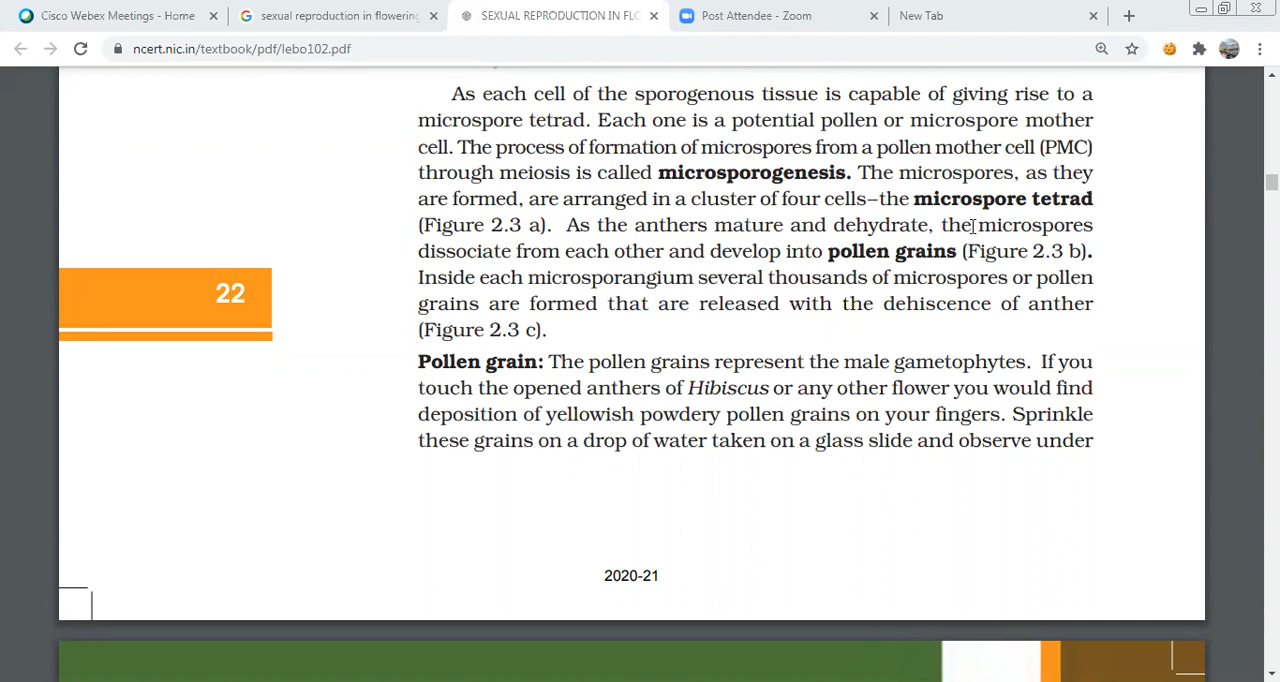 Cisco Webex Meetings - Home
sexual reproduction in flowering
SEXUAL REPRODUCTION IN FLO
Post Attendee - Zoom
New Tab
ncert.nic.in/textbook/pdf/lebo102.pdf
As each cell of the sporogenous tissue is capable of giving rise to a
microspore tetrad. Each one is a potential pollen or microspore mother
cell. The process of formation of microspores from a pollen mother cell (PMC)
through meiosis is called microsporogenesis. The microspores, as they
are formed, are arranged in a cluster of four cells–the microspore tetrad
(Figure 2.3 a). As the anthers mature and dehydrate, the microspores
dissociate from each other and develop into pollen grains (Figure 2.3 b).
Inside each microsporangium several thousands of microspores or pollen
grains are formed that are released with the dehiscence of anther
(Figure 2.3 c).
22
Pollen grain: The pollen grains represent the male gametophytes. If you
touch the opened anthers of Hibiscus or any other flower you would find
deposition of yellowish powdery pollen grains on your fingers. Sprinkle
these grains on a drop of water taken on a glass slide and observe under
2020-21